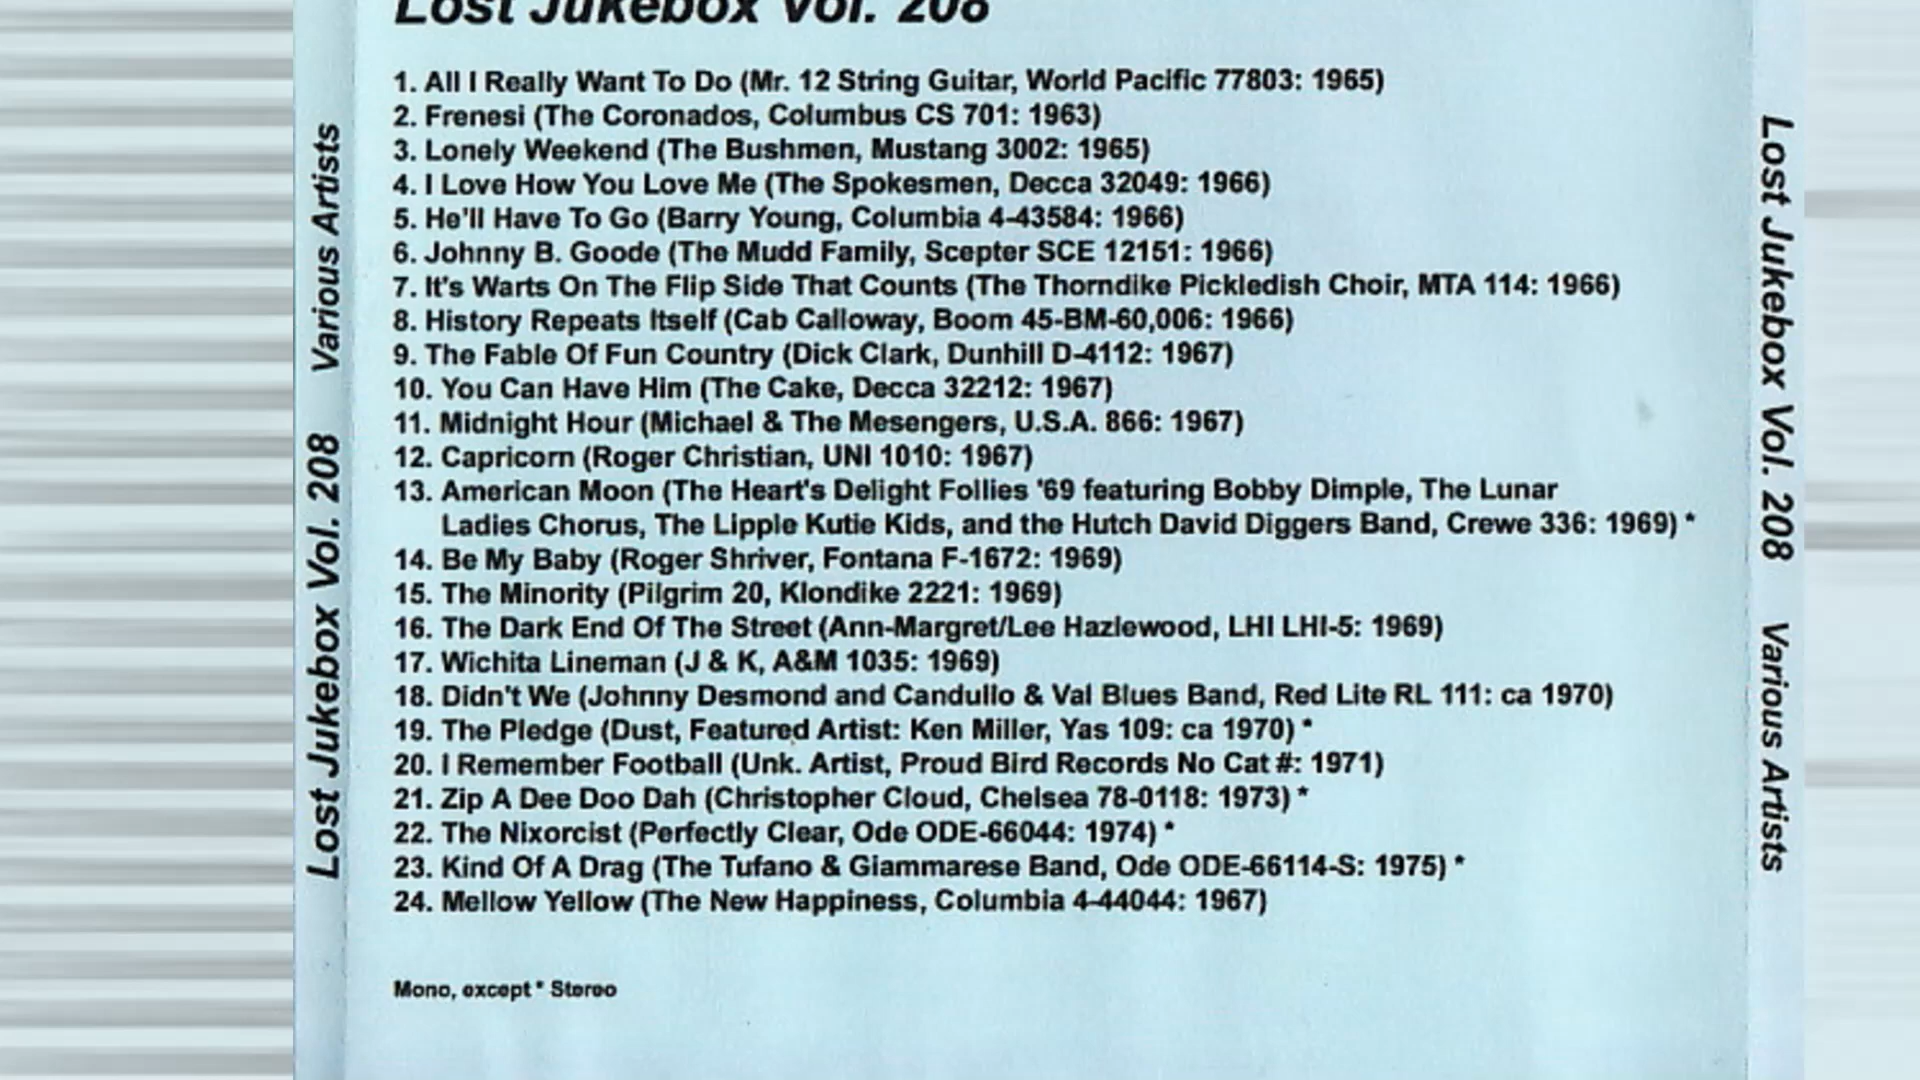 Lost Jukebox Vol. 208
1. All I Really Want To Do (Mr. 12 String Guitar, World Pacific 77803: 1965)
2. Frenesi (The Coronados, Columbus CS 701: 1963)
3. Lonely Weekend (The Bushmen, Mustang 3002: 1965)
4. I Love How You Love Me (The Spokesmen, Decca 32049: 1966)
5. He'll Have To Go (Barry Young, Columbia 4-43584: 1966)
6. Johnny B. Goode (The Mudd Family, Scepter SCE 12151: 1966)
7. It's Warts On The Flip Side That Counts (The Thorndike Pickledish Choir, MTA 114: 1966)
8. History Repeats Itself (Cab Calloway, Boom 45-BM-60,006: 1966)
9. The Fable Of Fun Country (Dick Clark, Dunhill D-4112: 1967)
10. You Can Have Him (The Cake, Decca 32212: 1967)
11. Midnight Hour (Michael & The Mesengers, U.S.A. 866: 1967)
12. Capricorn (Roger Christian, UNI 1010: 1967)
13. American Moon (The Heart's Delight Follies '69 featuring Bobby Dimple, The Lunar
Ladies Chorus, The Lipple Kutie Kids, and the Hutch David Diggers Band, Crewe 336: 1969) *
14. Be My Baby (Roger Shriver, Fontana F-1672: 1969)
15. The Minority (Pilgrim 20, Klondike 2221: 1969)
16. The Dark End Of The Street (Ann-Margret/Lee Hazlewood, LHI LHI-5: 1969)
17. Wichita Lineman (J & K, A&M 1035: 1969)
18. Didn't We (Johnny Desmond and Candullo & Val Blues Band, Red Lite RL 111: ca 1970)
19. The Pledge (Dust, Featured Artist: Ken Miller, Yas 109: ca 1970) *
20. I Remember Football (Unk. Artist, Proud Bird Records No Cat #: 1971)
21. Zip A Dee Doo Dah (Christopher Cloud, Chelsea 78-0118: 1973) *
22. The Nixorcist (Perfectly Clear, Ode ODE-66044: 1974) *
23. Kind Of A Drag (The Tufano & Giammarese Band, Ode ODE-66114-S: 1975) *
24. Mellow Yellow (The New Happiness, Columbia 4-44044: 1967)
Mono, except * Stereo
Lost Jukebox Vol. 208 Various Artists
Lost Jukebox Vol. 208 Various Artists